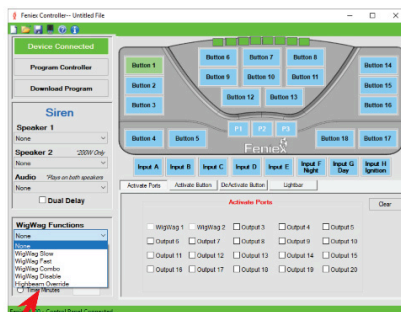 Feniex Controller-- Untitled File
Device Connected
Program Controller
Download Program
Siren
Speaker 1
None
Speaker 2 *200W Only
None
Audio *Plays on both speakers
None
Dual Delay
WigWag Functions
None
None
WigWag Slow
WigWag Fast
WigWag Combo
WigWag Disable
Highbeam Override
Timer Minutes
Button 1
Button 2
Button 3
Button 4
Button 5
Button 6
Button 7
Button 8
Button 9
Button 10
Button 11
Button 12
Button 13
Button 14
Button 15
Button 16
P1
P2
P3
Feniex
Button 18
Button 17
Input A
Input B
Input C
Input D
Input E
Input F
Night
Input G
Day
Input H
Ignition
Activate Ports
Activate Button
DeActivate Button
Lightbar
Activate Ports
Clear
WigWag 1
WigWag 2
Output 3
Output 4
Output 5
Output 6
Output 7
Output 8
Output 9
Output 10
Output 11
Output 12
Output 13
Output 14
Output 15
Output 16
Output 17
Output 18
Output 19
Output 20
Control Panel Connected